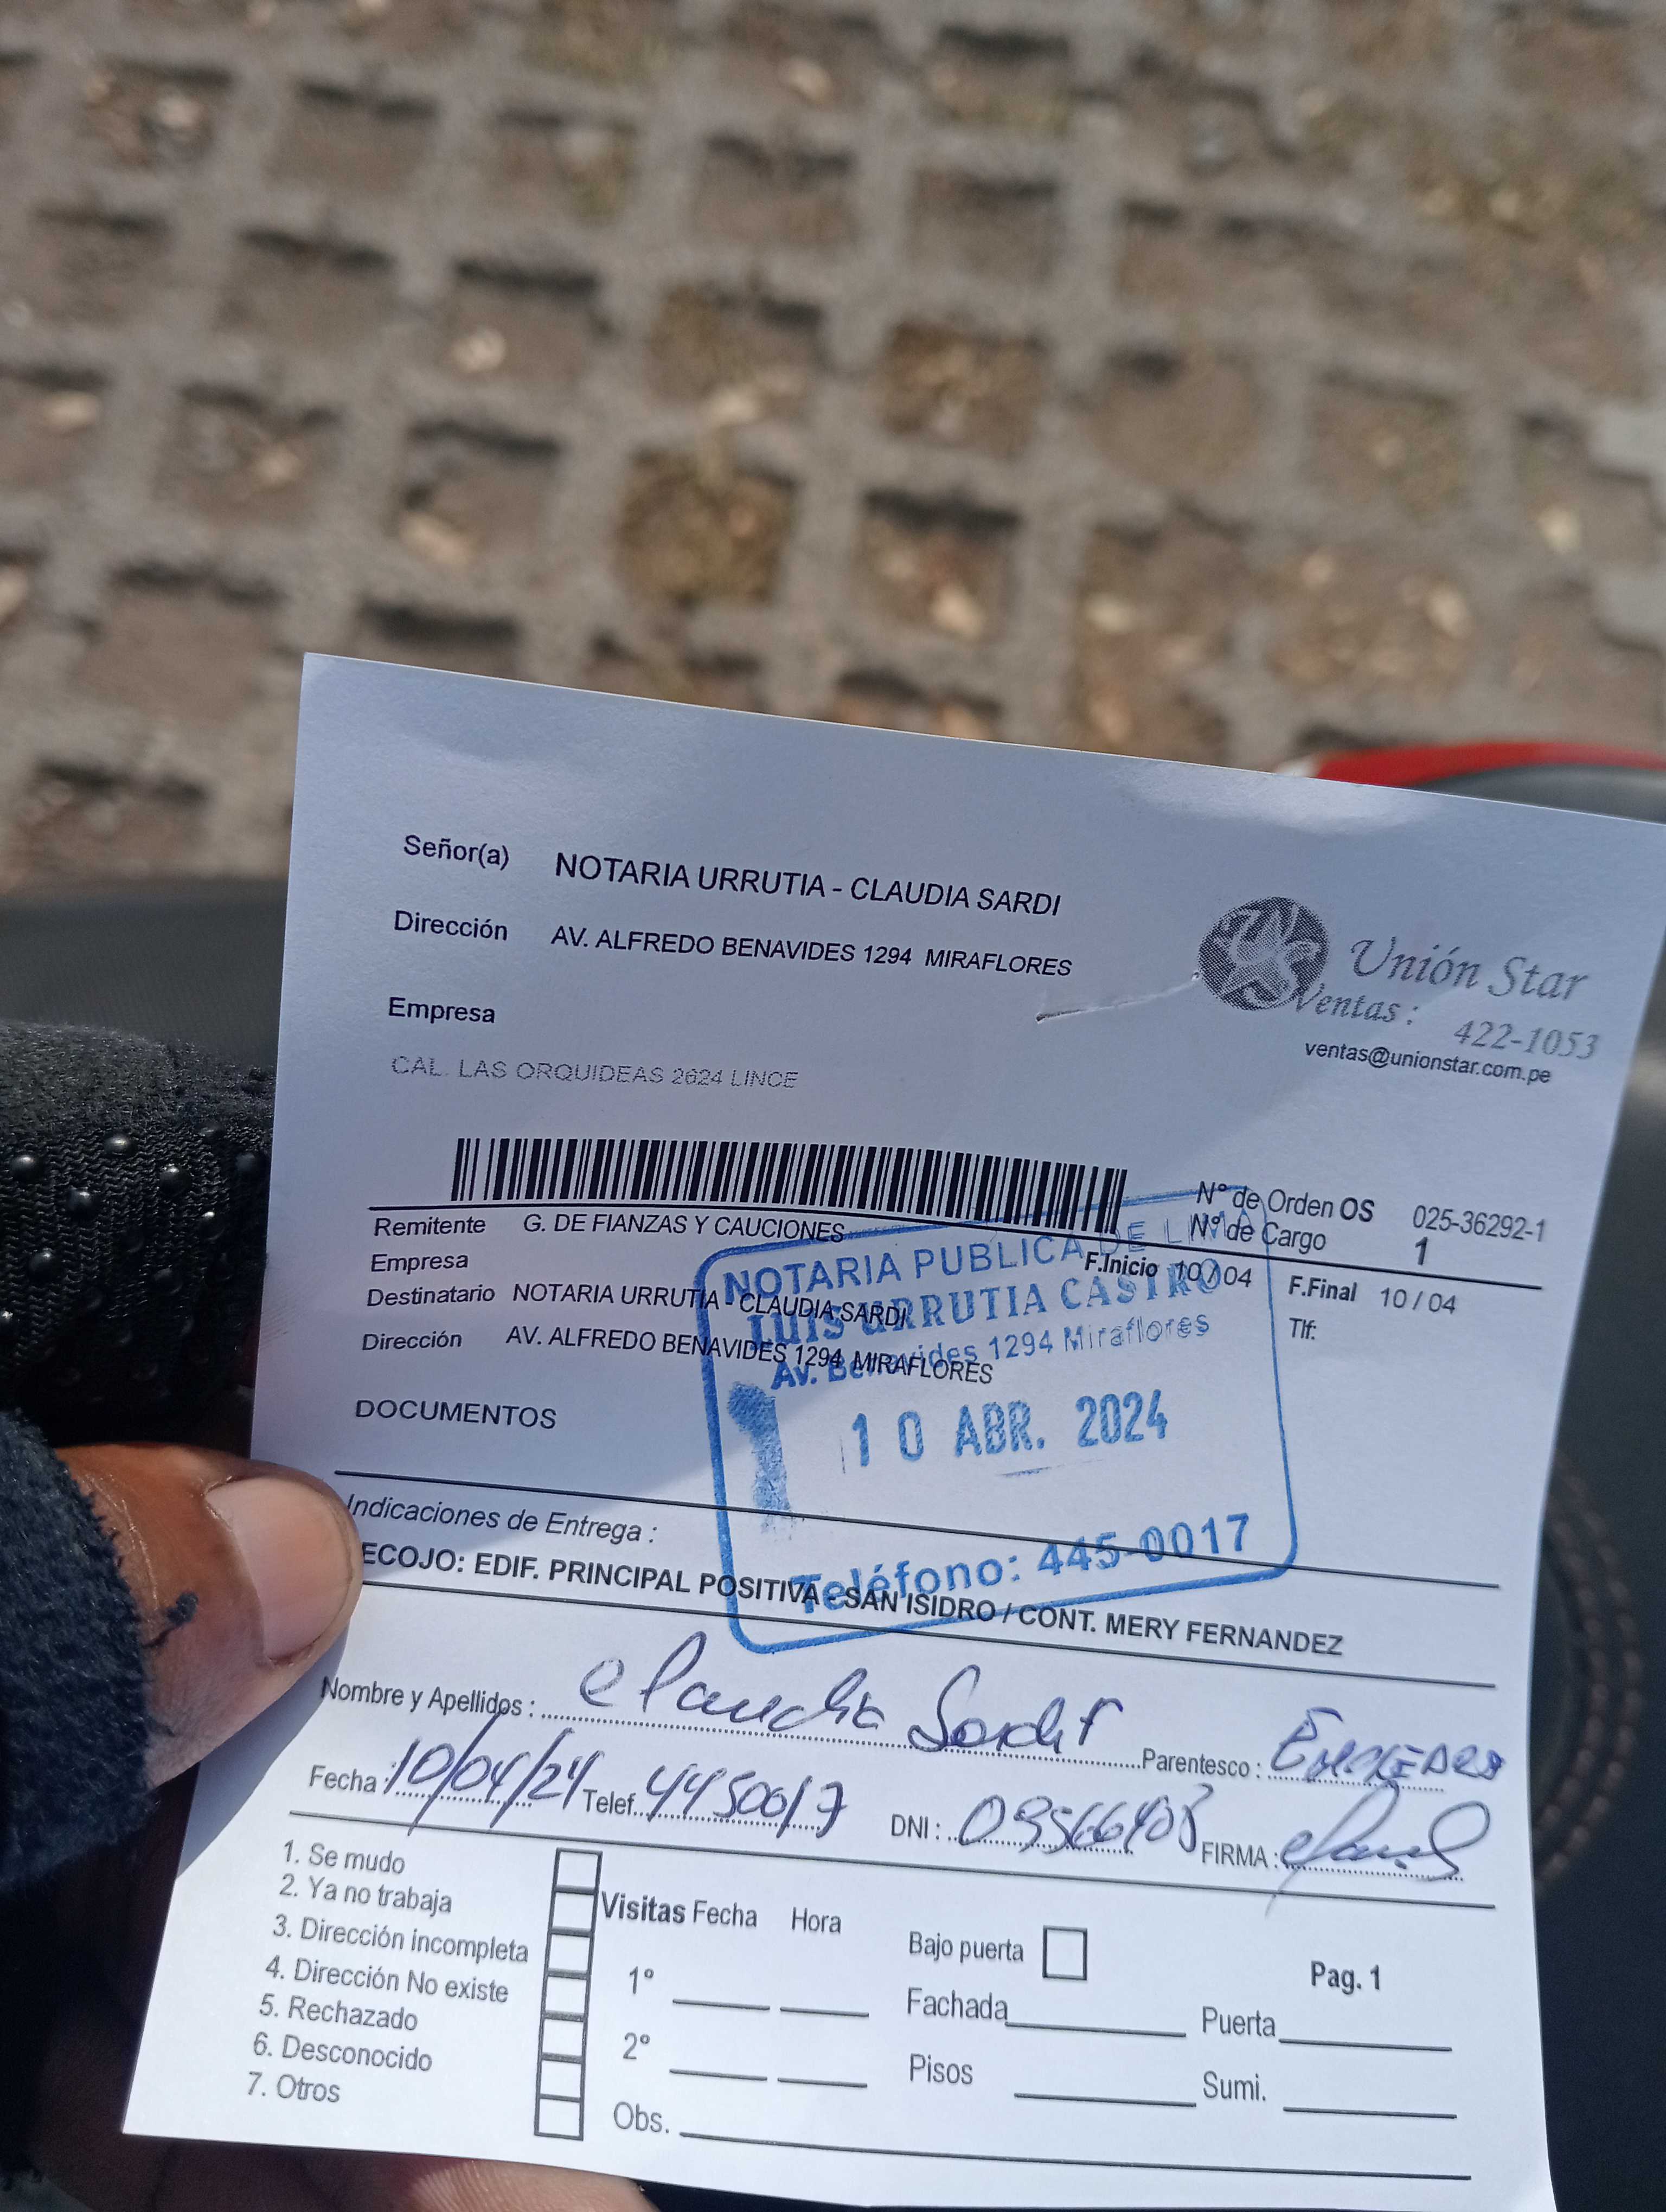 Señor(a) NOTARIA URRUTIA - CLAUDIA SARDI
Dirección AV. ALFREDO BENAVIDES 1294 MIRAFLORES
Unión Star
Ventas : 422-1053
ventas@unionstar.com.pe
Empresa
CAL. LAS ORQUIDEAS 2624 LINCE
N° de Orden OS 025-36292-1
N° de Cargo 1
Remitente G. DE FIANZAS Y CAUCIONES
Empresa
F.Inicio 10 / 04 F.Final 10 / 04
Destinatario NOTARIA URRUTIA - CLAUDIA SARDI
Tlf:
Dirección AV. ALFREDO BENAVIDES 1294 MIRAFLORES
DOCUMENTOS
NOTARIA PUBLICA DE LIMA
LUIS URRUTIA CASTRO
Av. Benavides 1294 Miraflores
10 ABR. 2024
Teléfono: 445-0017
Indicaciones de Entrega :
ECOJO: EDIF. PRINCIPAL POSITIVA - SAN ISIDRO / CONT. MERY FERNANDEZ
Nombre y Apellidos : Claudia Sardi Parentesco :
Fecha : 10/04/24 Telef. 4450017 DNI : FIRMA :
1. Se mudo
2. Ya no trabaja
3. Dirección incompleta
4. Dirección No existe
5. Rechazado
6. Desconocido
7. Otros
Visitas Fecha Hora
1°
2°
Obs.
Bajo puerta
Fachada
Pisos
Pag. 1
Puerta
Sumi.